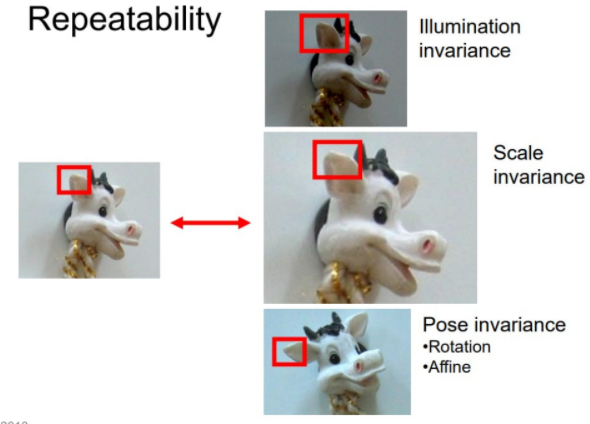 Repeatability
Illumination
invariance
Scale
invariance
Pose invariance
•Rotation
•Affine